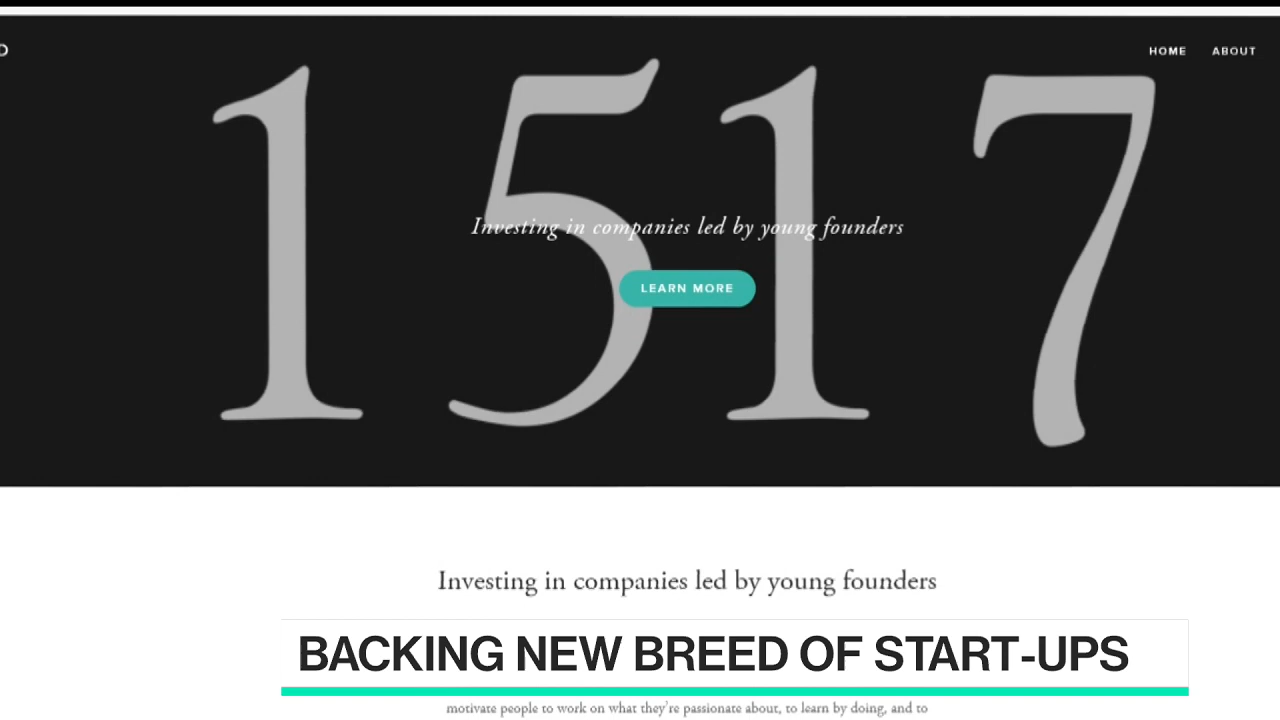 D
HOME ABOUT
1517
Investing in companies led by young founders
LEARN MORE
Investing in companies led by young founders
BACKING NEW BREED OF START-UPS
motivate people to work on what they're passionate about, to learn by doing, and to